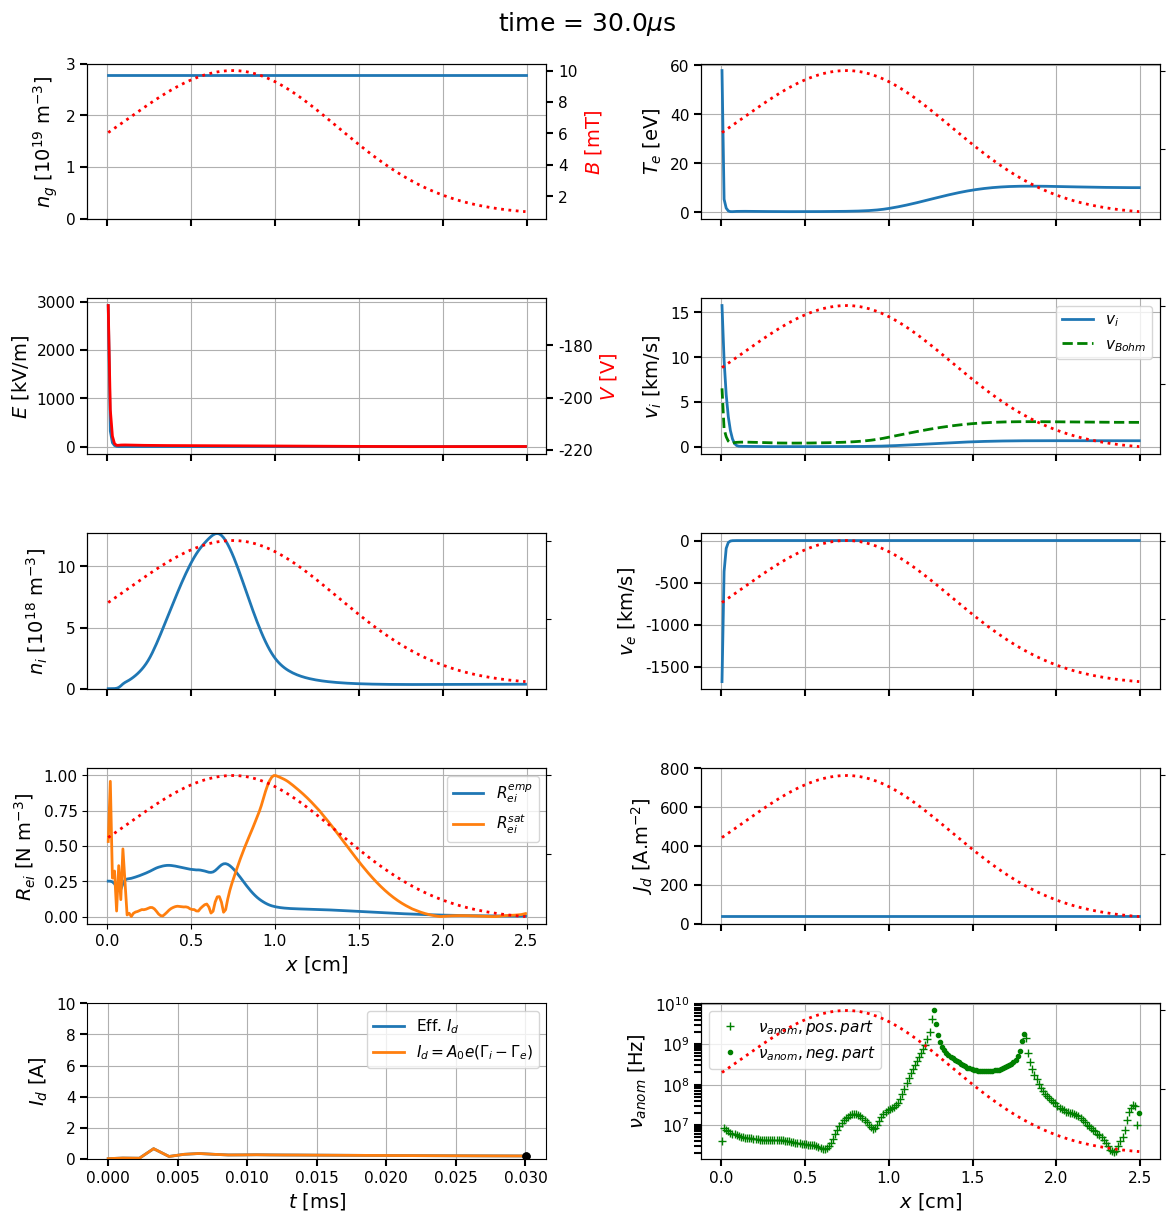 time = 30.0μs
n_g [10^19 m^−3]
3
2
1
0
10
8
6
4
2
B [mT]
T_e [eV]
60
40
20
0
E [kV/m]
3000
2000
1000
0
-180
-200
-220
V [V]
v_i [km/s]
15
10
5
0
v_i
v_Bohm
n_i [10^18 m^−3]
10
5
0
v_e [km/s]
0
-500
-1000
-1500
R_ei [N m^−3]
1.00
0.75
0.50
0.25
0.00
R_ei^emp
R_ei^sat
0.0 0.5 1.0 1.5 2.0 2.5
x [cm]
J_d [A.m^−2]
800
600
400
200
0
I_d [A]
10
8
6
4
2
0
Eff. I_d
I_d = A_0e(Γ_i − Γ_e)
0.000 0.005 0.010 0.015 0.020 0.025 0.030
t [ms]
ν_anom [Hz]
10^10
10^9
10^8
10^7
ν_anom, pos. part
ν_anom, neg. part
0.0 0.5 1.0 1.5 2.0 2.5
x [cm]